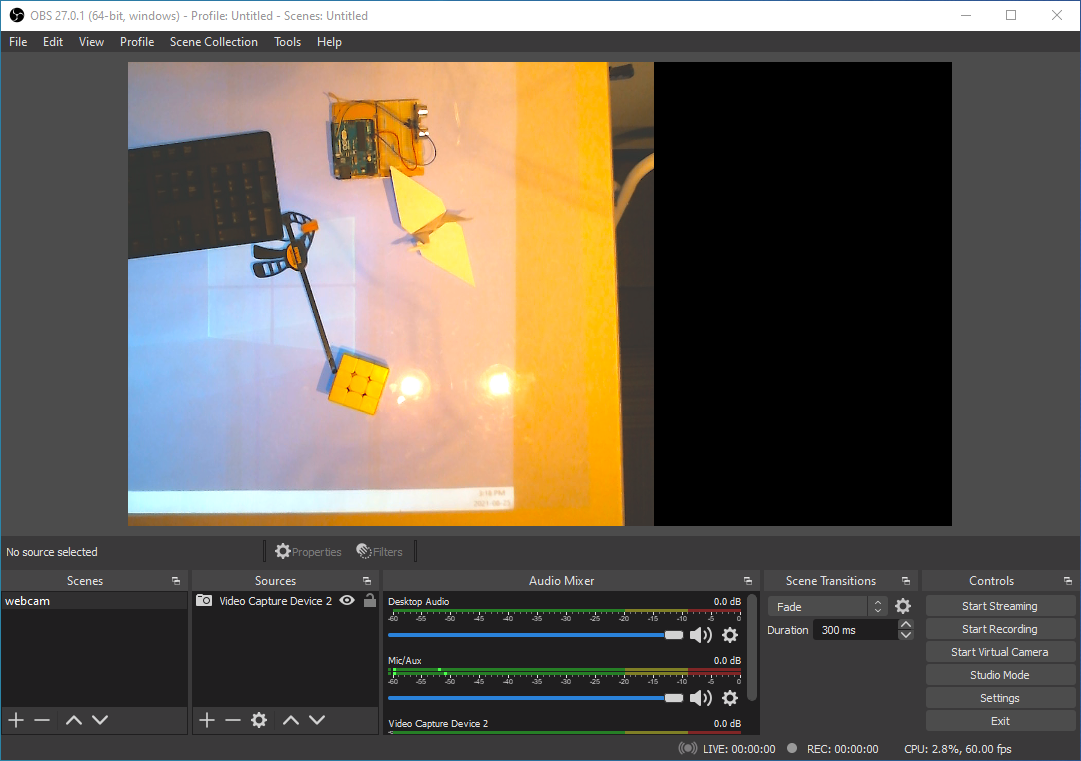 OBS 27.0.1 (64-bit, windows) - Profile: Untitled - Scenes: Untitled
File Edit View Profile Scene Collection Tools Help
3:16 PM
No source selected Properties Filters
Scenes Sources Audio Mixer Scene Transitions Controls
webcam
Video Capture Device 2
Desktop Audio 0.0 dB
-60 -55 -50 -45 -40 -35 -30 -25 -20 -15 -10 -5 0
Mic/Aux 0.0 dB
-60 -55 -50 -45 -40 -35 -30 -25 -20 -15 -10 -5 0
Video Capture Device 2 0.0 dB
Fade
Duration 300 ms
Start Streaming
Start Recording
Start Virtual Camera
Studio Mode
Settings
Exit
LIVE: 00:00:00 REC: 00:00:00 CPU: 2.8%, 60.00 fps